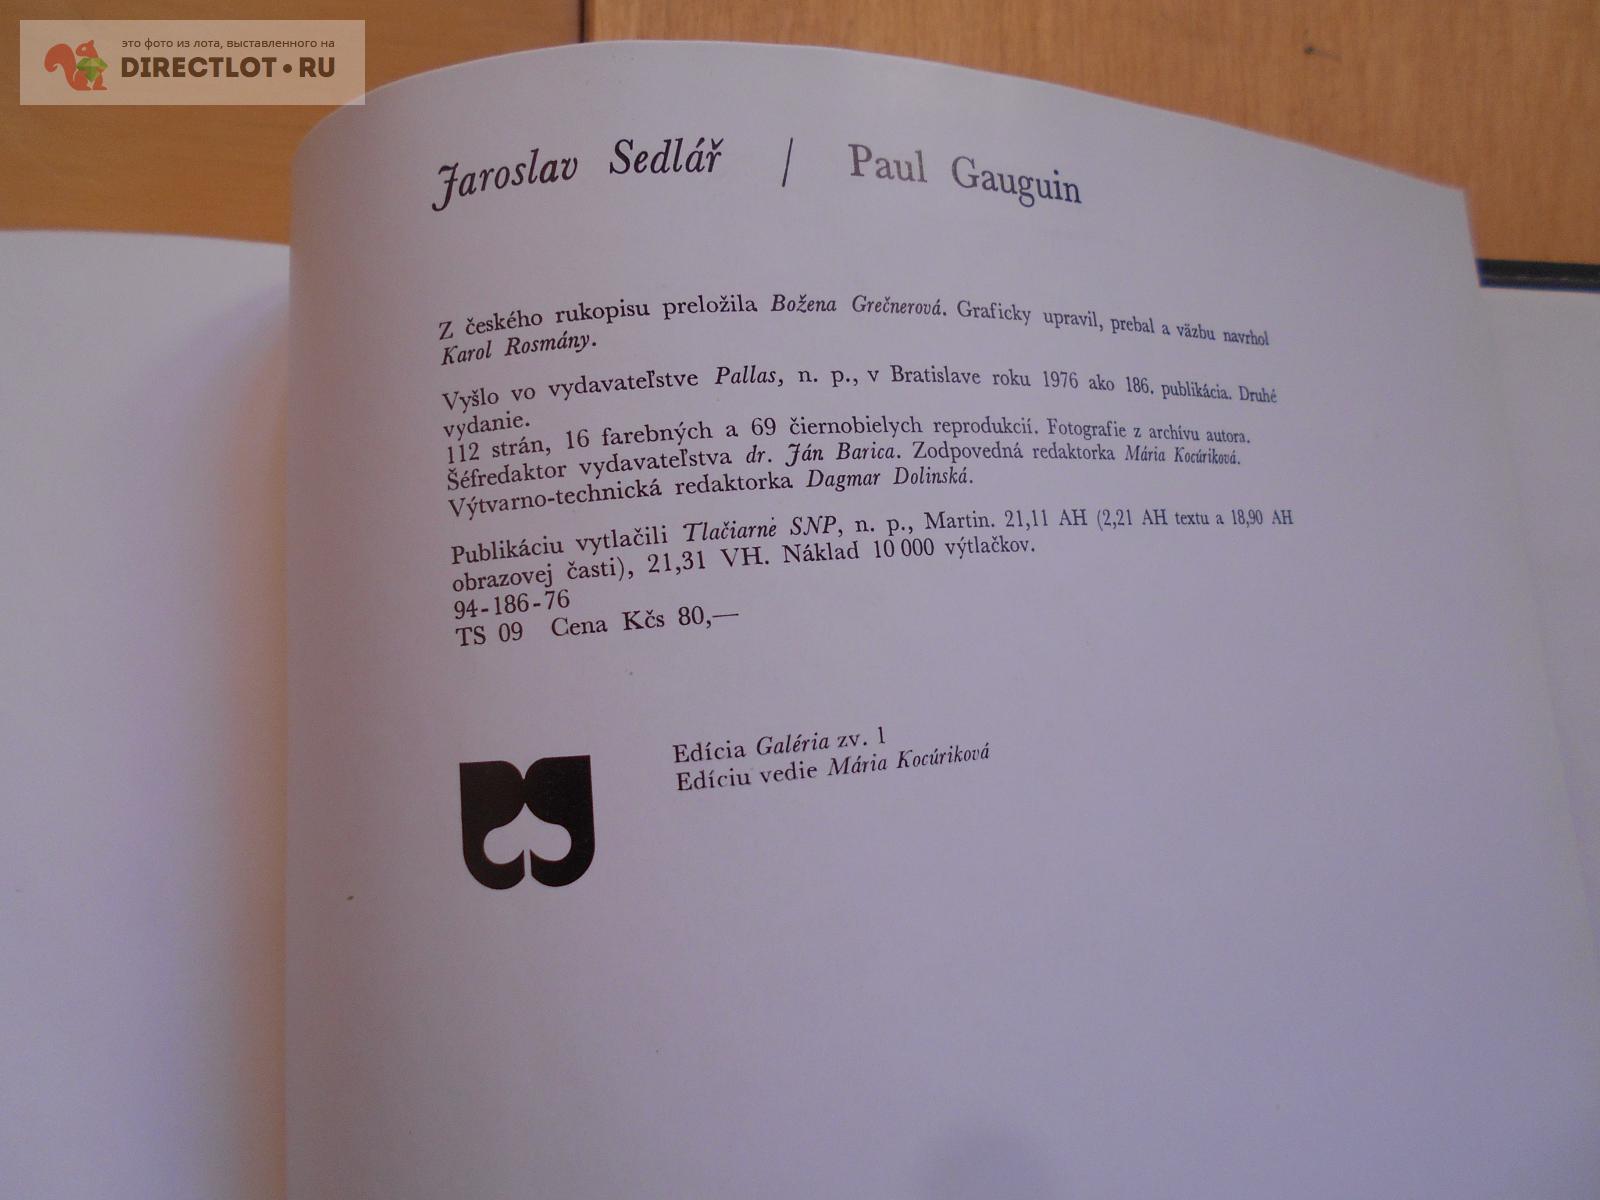 это фото из лота, выставленного на
DIRECTLOT•RU
Jaroslav Sedlář / Paul Gauguin
Z českého rukopisu preložila Božena Grečnerová. Graficky upravil, prebal a väzbu navrhol
Karol Rosmány.
Vyšlo vo vydavateľstve Pallas, n. p., v Bratislave roku 1976 ako 186. publikácia. Druhé
vydanie.
112 strán, 16 farebných a 69 čiernobielych reprodukcií. Fotografie z archívu autora.
Šéfredaktor vydavateľstva dr. Ján Barica. Zodpovedná redaktorka Mária Kocúriková.
Výtvarno-technická redaktorka Dagmar Dolinská.
Publikáciu vytlačili Tlačiarne SNP, n. p., Martin. 21,11 AH (2,21 AH textu a 18,90 AH
obrazovej časti), 21,31 VH. Náklad 10 000 výtlačkov.
94-186-76
TS 09 Cena Kčs 80,—
Edícia Galéria zv. 1
Edíciu vedie Mária Kocúriková